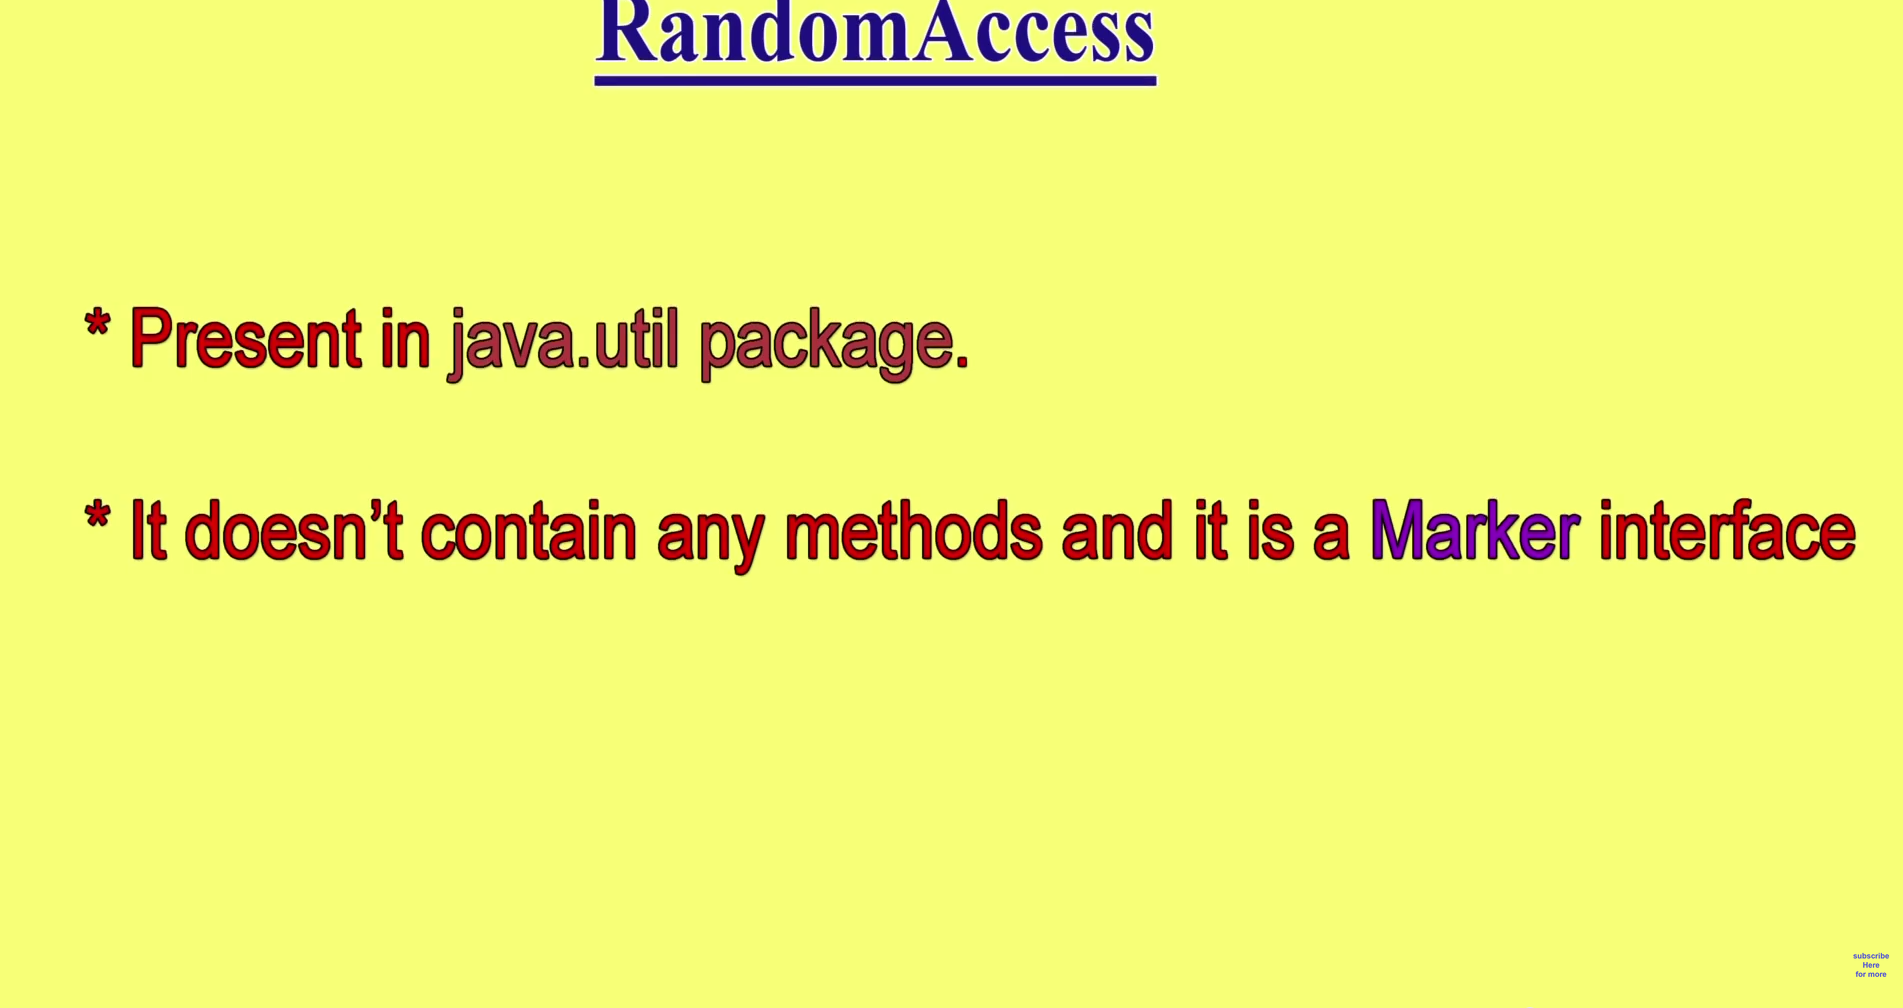 RandomAccess
* Present in java.util package.
* It doesn’t contain any methods and it is a Marker interface
subscribe
Here
for more